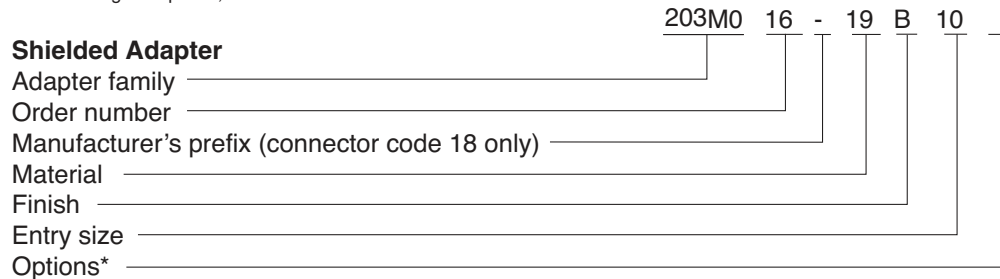 203M0 16 - 19 B 10
Shielded Adapter
Adapter family
Order number
Manufacturer's prefix (connector code 18 only)
Material
Finish
Entry size
Options*